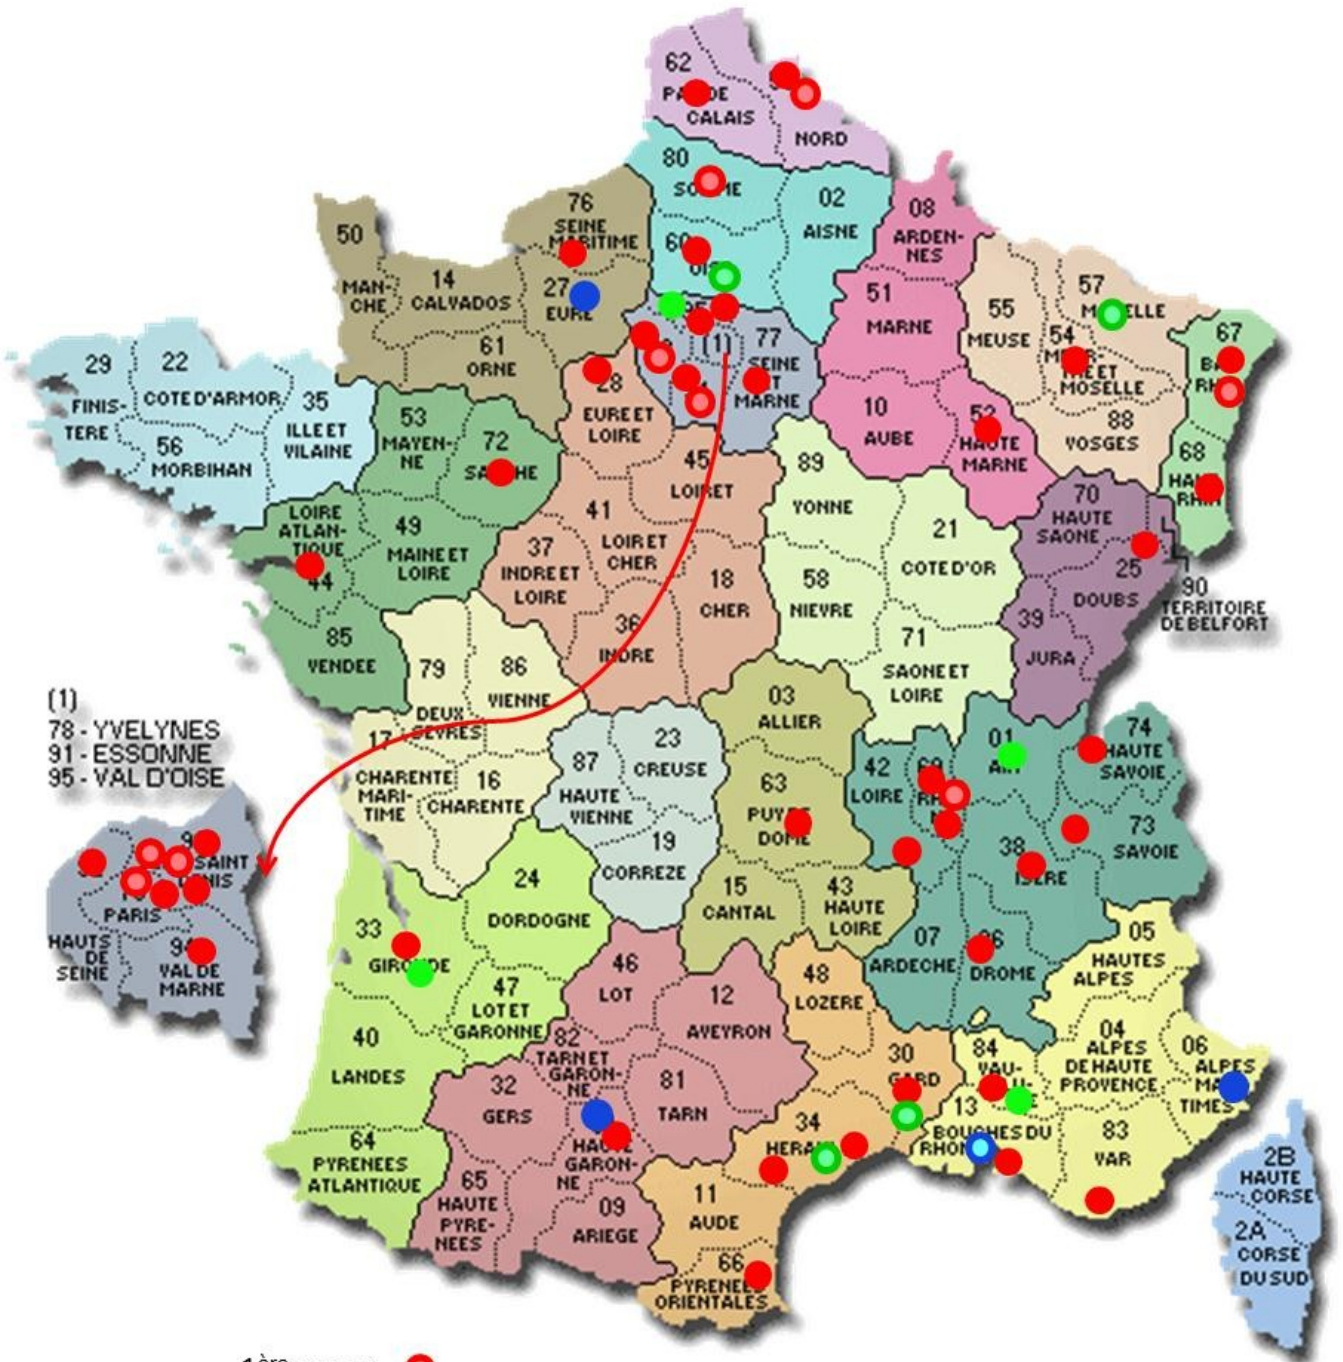 62
CALAIS
NORD
80
02
AISNE
08
ARDEN-
NES
76
SEINE
MARITIME
60
50
MAN-
CHE
14
CALVADOS
27
EURE
61
ORNE
51
MARNE
55
MEUSE
57
54
MOSELLE
88
VOSGES
67
68
(1)
77
SEINE
MARNE
10
AUBE
52
HAUTE
MARNE
29
FINIS-
TERE
22
COTE D'ARMOR
56
MORBIHAN
35
ILLE ET
VILAINE
53
MAYEN-
NE
72
28
EURE ET
LOIRE
45
LOIRET
89
YONNE
21
COTE D'OR
70
HAUTE
SAONE
25
DOUBS
90
TERRITOIRE
DE BELFORT
LOIRE
ATLAN-
TIQUE
44
49
MAINE ET
LOIRE
41
LOIR ET
CHER
37
INDRE ET
LOIRE
18
CHER
36
INDRE
58
NIEVRE
71
SAONE ET
LOIRE
39
JURA
85
VENDEE
79
DEUX
SEVRES
86
VIENNE
(1)
78 - YVELYNES
91 - ESSONNE
95 - VAL D'OISE
17
CHARENTE
MARI-
TIME
16
CHARENTE
87
HAUTE
VIENNE
23
CREUSE
19
CORREZE
03
ALLIER
63
DOME
42
LOIRE
01
74
HAUTE
SAVOIE
73
SAVOIE
38
ISERE
15
CANTAL
43
HAUTE
LOIRE
07
ARDECHE
DROME
05
HAUTES
ALPES
SAINT
PARIS
HAUTS
DE
SEINE
VAL DE
MARNE
24
DORDOGNE
33
47
LOT ET
GARONNE
40
LANDES
64
PYRENEES
ATLANTIQUE
46
LOT
12
AVEYRON
82
TARN ET
GARON-
NE
81
TARN
32
GERS
GARON-
NE
65
HAUTE
PYRE-
NEES
09
ARIEGE
48
LOZERE
30
GARD
34
11
AUDE
66
PYRENEES
ORIENTALES
84
VAU-
04
ALPES
DE HAUTE
PROVENCE
06
ALPES
TIMES
13
BOUCHES DU
83
VAR
2B
HAUTE
CORSE
2A
CORSE
DU SUD